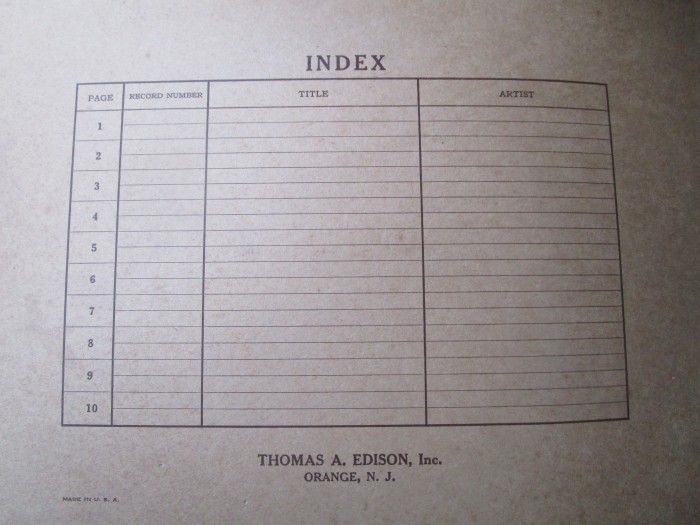 INDEX
PAGE RECORD NUMBER TITLE ARTIST
1
2
3
4
5
6
7
8
9
10
THOMAS A. EDISON, Inc.
ORANGE, N. J.
MADE IN U. S. A.